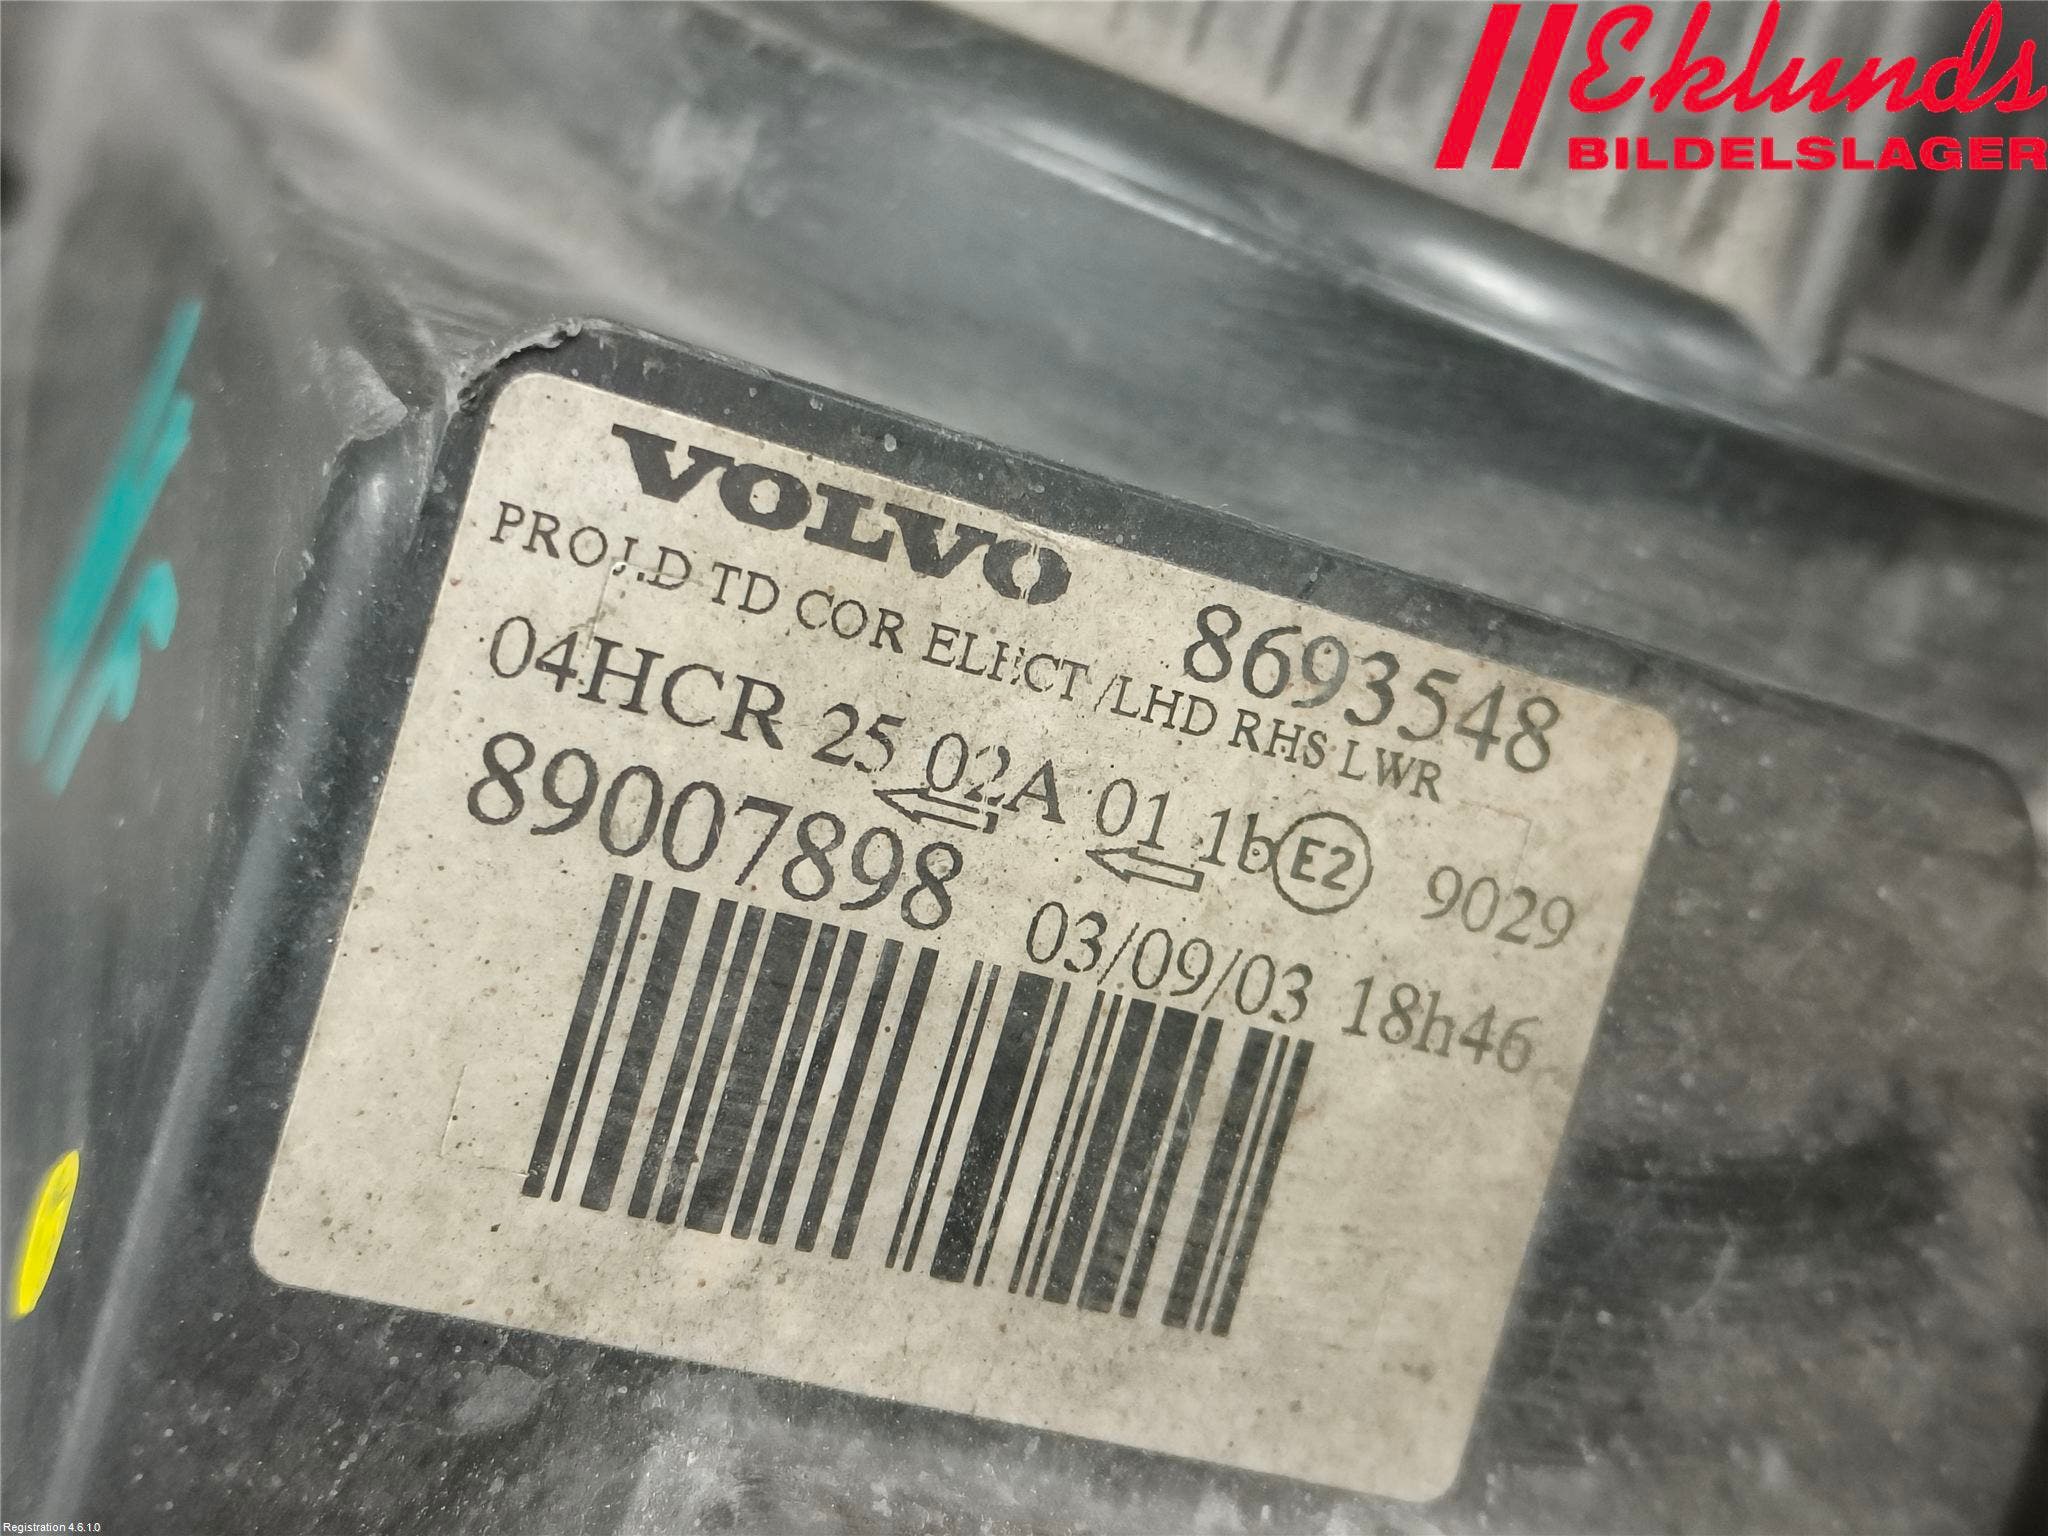 Eklunds
BILDELSLAGER
VOLVO
8693548
TD COR ELECT /LHD RHS LWR
04HCR 25 02A 01 1b E2 9029
89007898
03/09/03 18h46
Registration 4.6.1.0